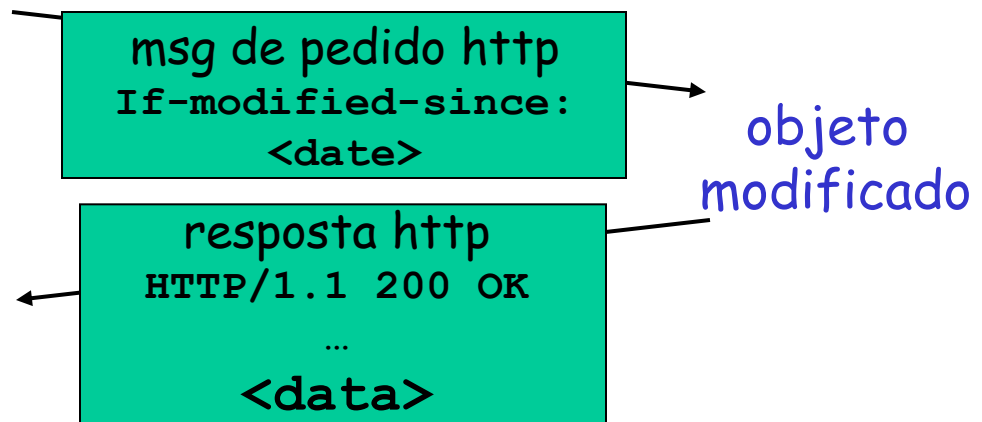 msg de pedido http
If-modified-since:
<date>
objeto
modificado
resposta http
HTTP/1.1 200 OK
…
<data>